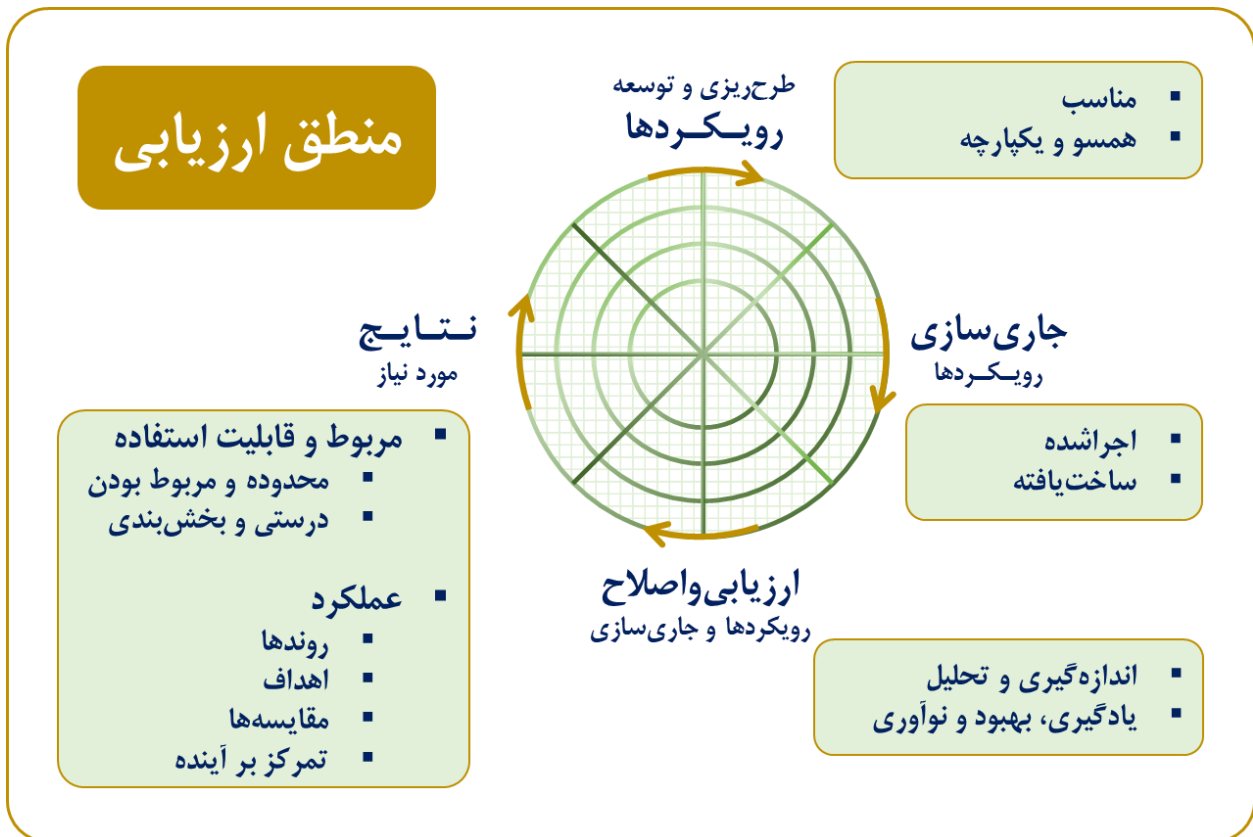 منطق ارزیابی
طرح‌ریزی و توسعه
رویـکـردها
▪ مناسب
▪ همسو و یکپارچه
جاری‌سازی
رویـکـردها
▪ اجراشده
▪ ساخت‌یافته
ارزیابی‌واصلاح
رویکردها و جاری‌سازی
▪ اندازه‌گیری و تحلیل
▪ یادگیری، بهبود و نوآوری
نـتـایـج
مورد نیاز
▪ مربوط و قابلیت استفاده
▪ محدوده و مربوط بودن
▪ درستی و بخش‌بندی
▪ عملکرد
▪ روندها
▪ اهداف
▪ مقایسه‌ها
▪ تمرکز بر آینده